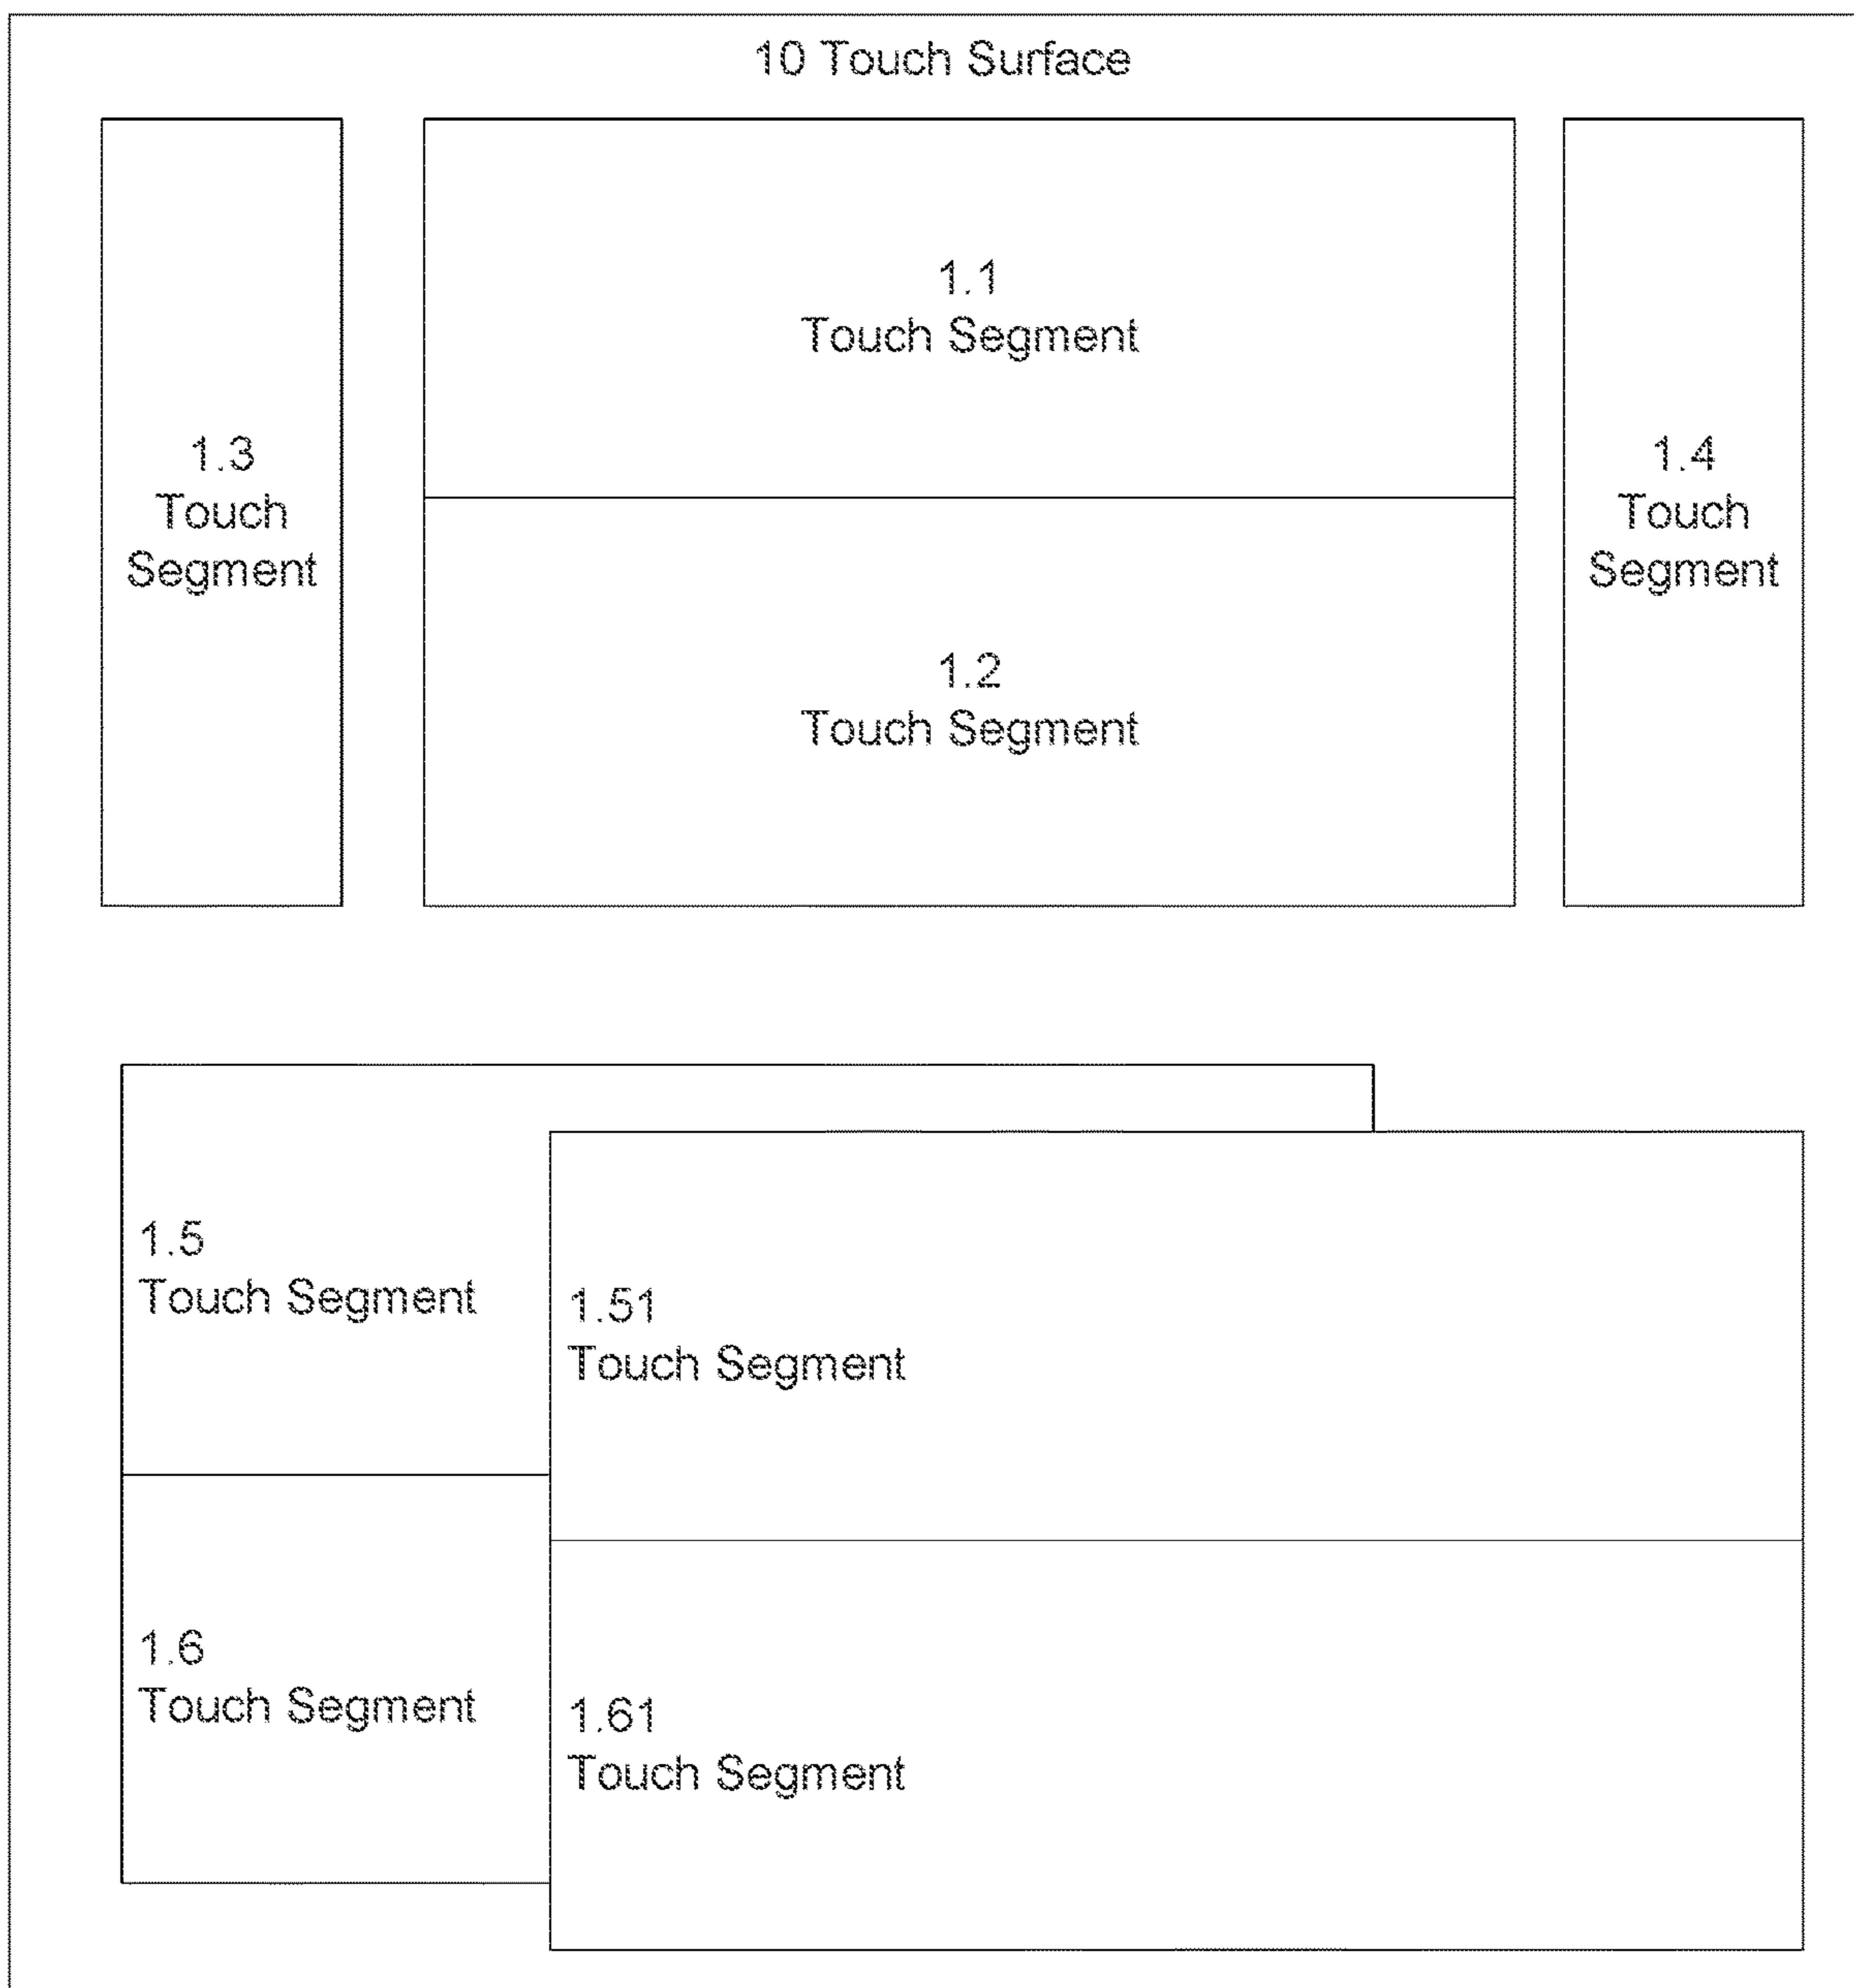 10 Touch Surface
1.1
Touch Segment
1.3
Touch
Segment
1.4
Touch
Segment
1.2
Touch Segment
1.5
Touch Segment
1.51
Touch Segment
1.6
Touch Segment
1.61
Touch Segment